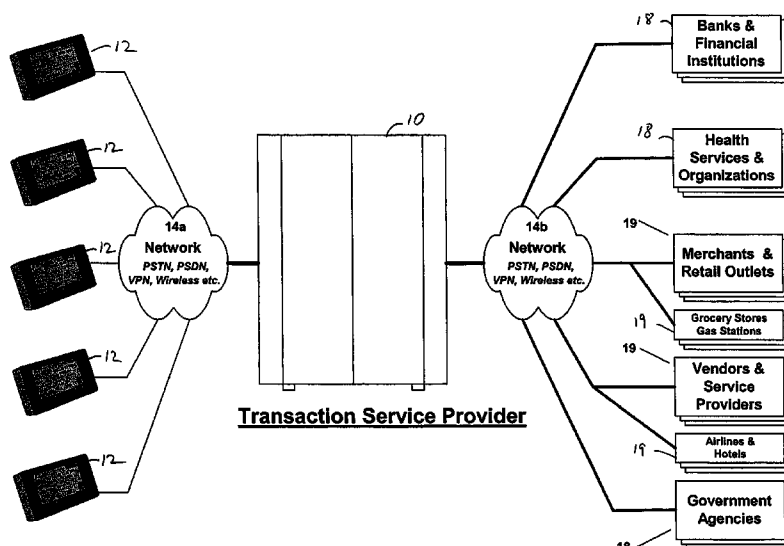 12
12
12
12
12
14a
Network
PSTN, PSDN,
VPN, Wireless etc.
10
Transaction Service Provider
14b
Network
PSTN, PSDN,
VPN, Wireless etc.
18
Banks &
Financial
Institutions
18
Health
Services &
Organizations
19
Merchants &
Retail Outlets
19
Grocery Stores
Gas Stations
19
Vendors &
Service
Providers
19
Airlines &
Hotels
Government
Agencies
18